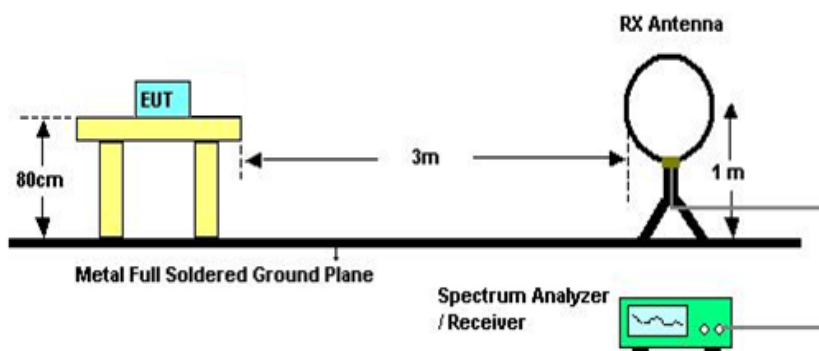 RX Antenna
EUT
3m
80cm
1 m
Metal Full Soldered Ground Plane
Spectrum Analyzer
/ Receiver